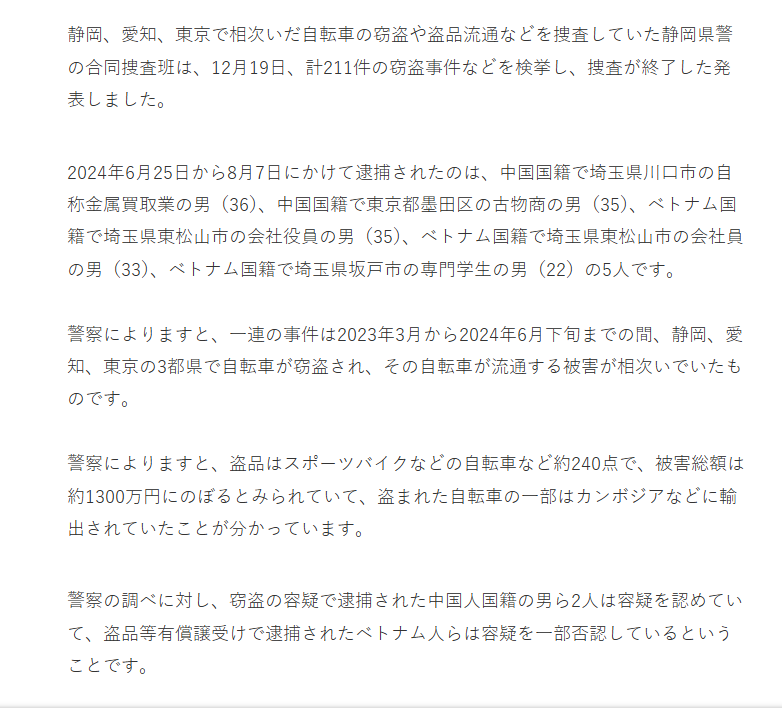 静岡、愛知、東京で相次いだ自転車の窃盗や盗品流通などを捜査していた静岡県警
の合同捜査班は、12月19日、計211件の窃盗事件などを検挙し、捜査が終了した発
表しました。
2024年6月25日から8月7日にかけて逮捕されたのは、中国国籍で埼玉県川口市の自
称金属買取業の男（36）、中国国籍で東京都墨田区の古物商の男（35）、ベトナム国
籍で埼玉県東松山市の会社役員の男（35）、ベトナム国籍で埼玉県東松山市の会社員
の男（33）、ベトナム国籍で埼玉県坂戸市の専門学生の男（22）の5人です。
警察によりますと、一連の事件は2023年3月から2024年6月下旬までの間、静岡、愛
知、東京の3都県で自転車が窃盗され、その自転車が流通する被害が相次いでいたも
のです。
警察によりますと、盗品はスポーツバイクなどの自転車など約240点で、被害総額は
約1300万円にのぼるとみられていて、盗まれた自転車の一部はカンボジアなどに輸
出されていたことが分かっています。
警察の調べに対し、窃盗の容疑で逮捕された中国人国籍の男ら2人は容疑を認めてい
て、盗品等有償譲受けで逮捕されたベトナム人らは容疑を一部否認しているという
ことです。